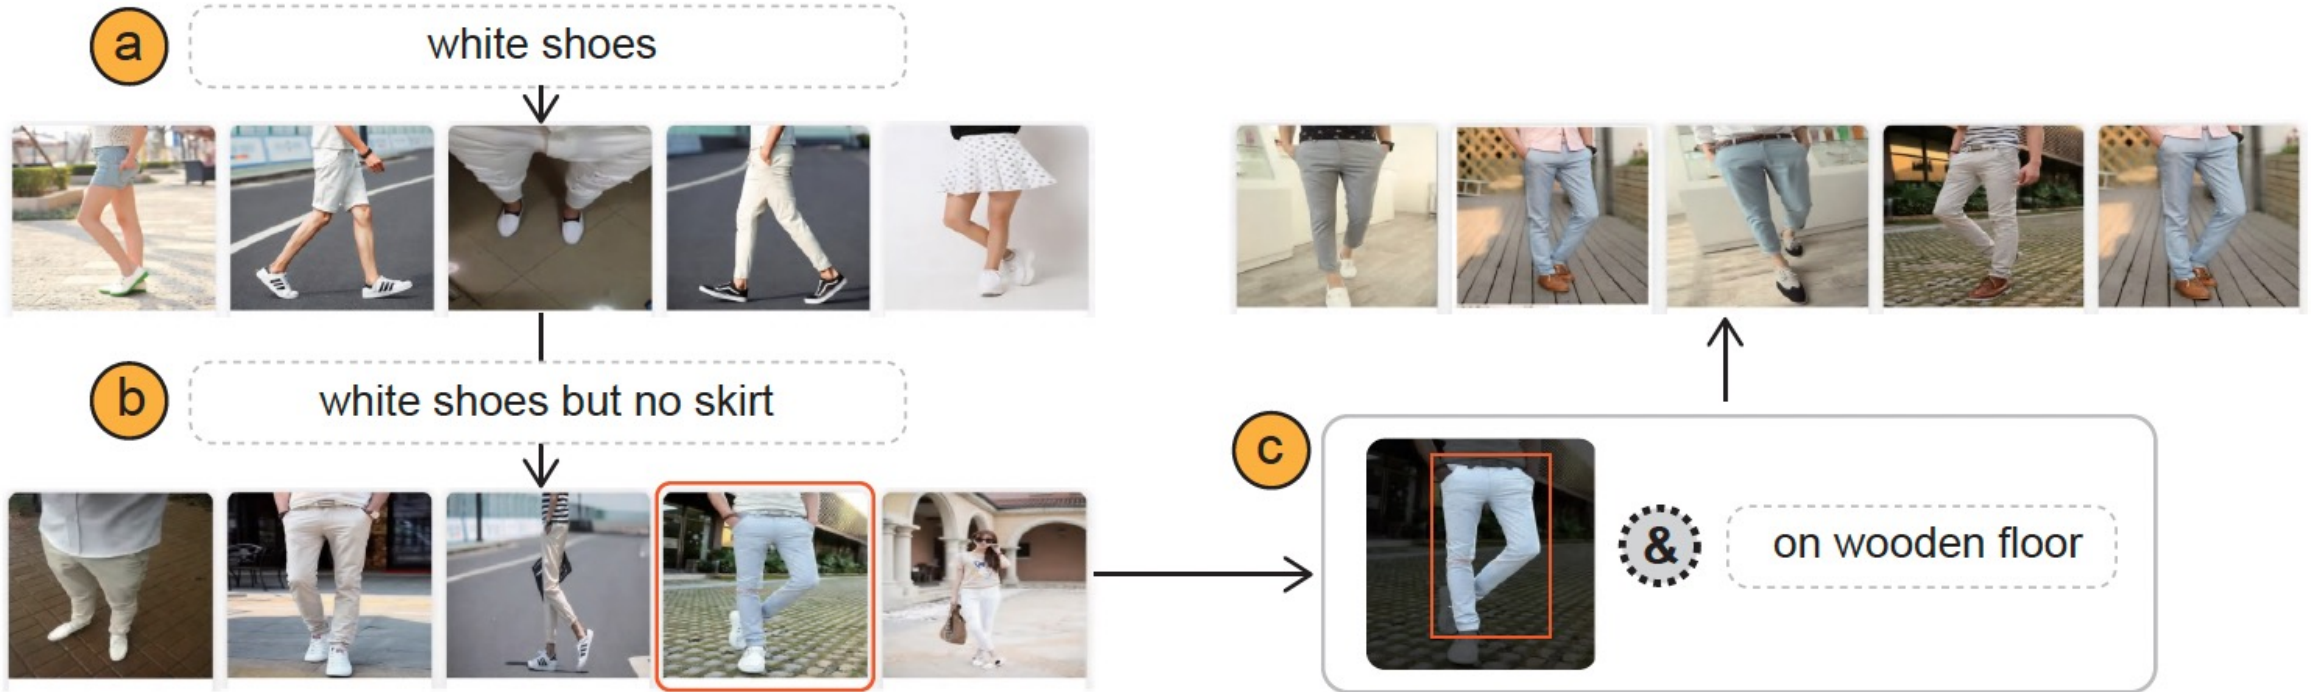 a
white shoes
b
white shoes but no skirt
c
&
on wooden floor